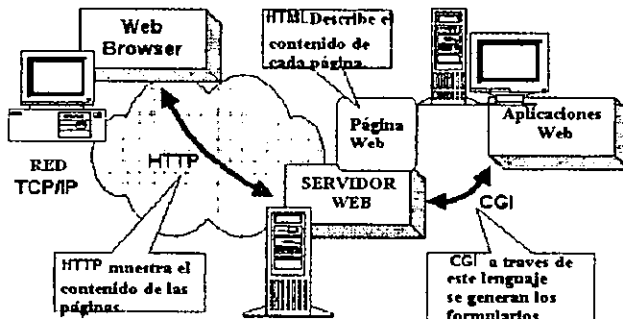 Web
Browser
HTML Describe el
contenido de
cada página.
Página
Web
Aplicaciones
Web
RED
TCP/IP
HTTP
SERVIDOR
WEB
CGI
HTTP muestra el
contenido de las
páginas.
CGI a traves de
este lenguaje
se generan los
formularios